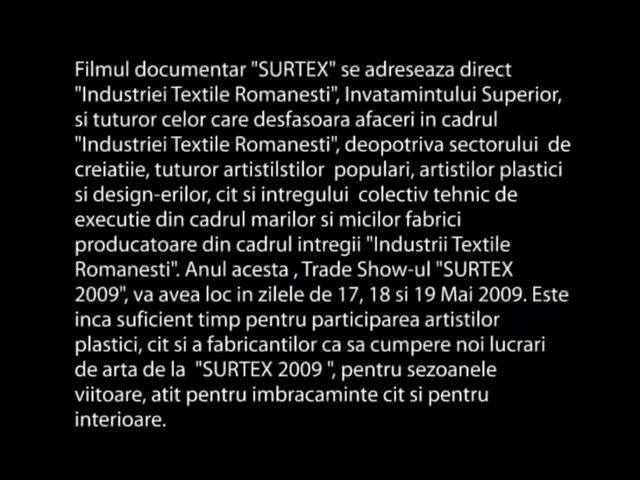 Filmul documentar "SURTEX" se adreseaza direct
"Industriei Textile Romanesti", Invatamintului Superior,
si tuturor celor care desfasoara afaceri in cadrul
"Industriei Textile Romanesti", deopotriva sectorului  de
creiatiie, tuturor artistilstilor  populari, artistilor plastici
si design-erilor, cit si intregului  colectiv tehnic de
executie din cadrul marilor si micilor fabrici
producatoare din cadrul intregii "Industrii Textile
Romanesti". Anul acesta , Trade Show-ul "SURTEX
2009", va avea loc in zilele de 17, 18 si 19 Mai 2009. Este
inca suficient timp pentru participarea artistilor
plastici, cit si a fabricantilor ca sa cumpere noi lucrari
de arta de la  "SURTEX 2009 ", pentru sezoanele
viitoare, atit pentru imbracaminte cit si pentru
interioare.